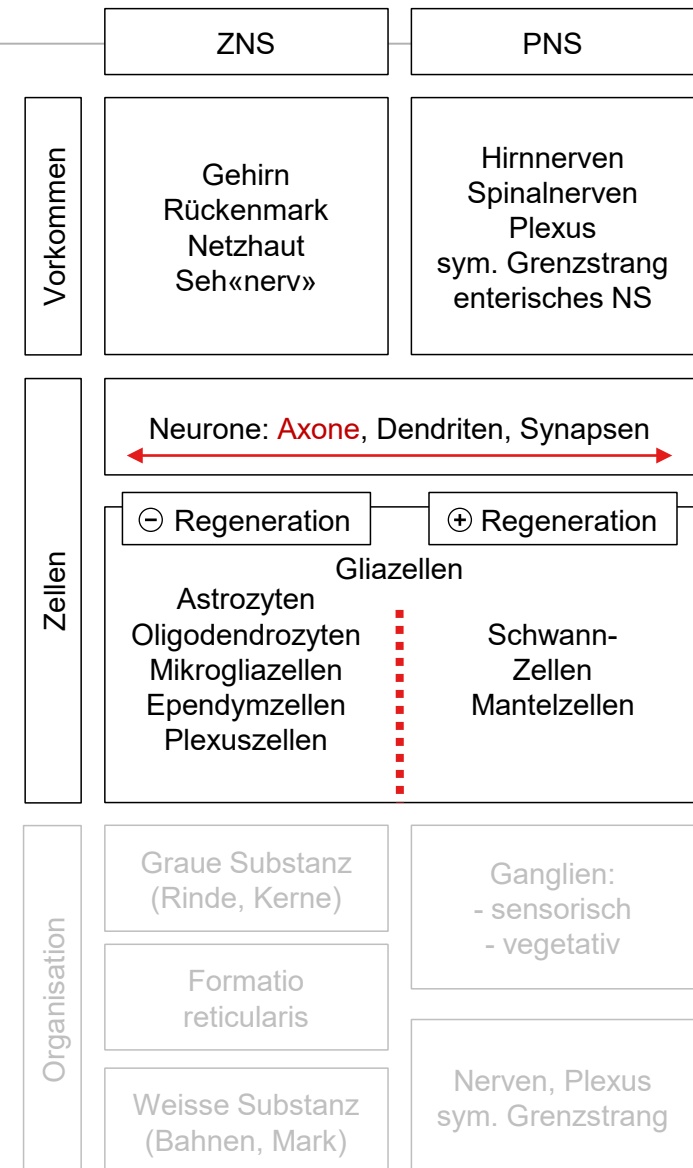 ZNS
PNS
Vorkommen
Gehirn
Rückenmark
Netzhaut
Seh«nerv»
Hirnnerven
Spinalnerven
Plexus
sym. Grenzstrang
enterisches NS
Zellen
Neurone: Axone, Dendriten, Synapsen
⊖ Regeneration
⊕ Regeneration
Gliazellen
Astrozyten
Oligodendrozyten
Mikrogliazellen
Ependymzellen
Plexuszellen
Schwann-
Zellen
Mantelzellen
Organisation
Graue Substanz
(Rinde, Kerne)
Formatio
reticularis
Weisse Substanz
(Bahnen, Mark)
Ganglien:
- sensorisch
- vegetativ
Nerven, Plexus
sym. Grenzstrang